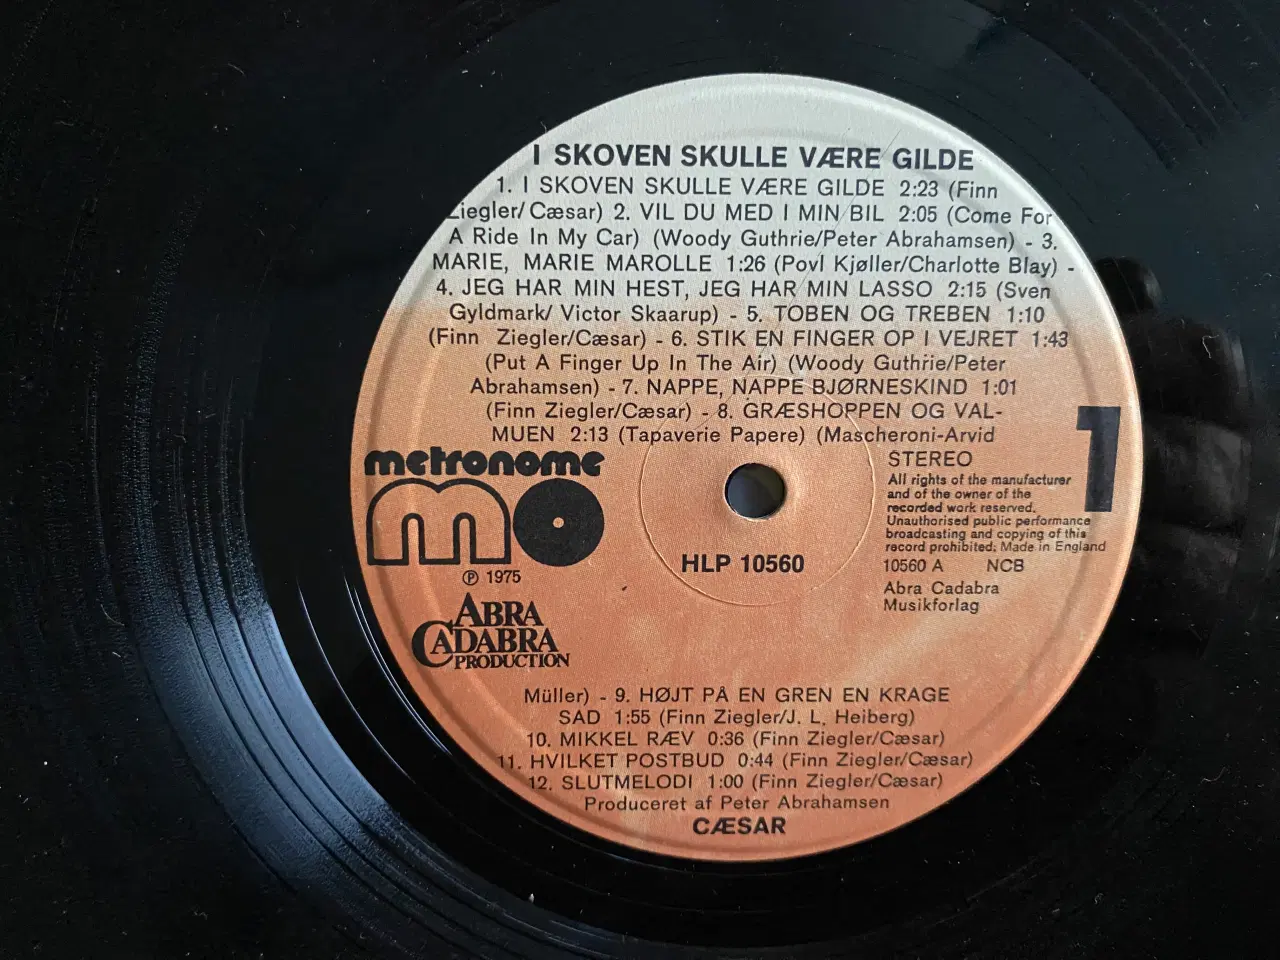 I SKOVEN SKULLE VÆRE GILDE
1. I SKOVEN SKULLE VÆRE GILDE 2:23 (Finn
Ziegler/Cæsar) 2. VIL DU MED I MIN BIL 2:05 (Come For
A Ride In My Car) (Woody Guthrie/Peter Abrahamsen) - 3.
MARIE, MARIE MAROLLE 1:26 (Povl Kjøller/Charlotte Blay) -
4. JEG HAR MIN HEST, JEG HAR MIN LASSO 2:15 (Sven
Gyldmark/ Victor Skaarup) - 5. TOBEN OG TREBEN 1:10
(Finn Ziegler/Cæsar) - 6. STIK EN FINGER OP I VEJRET 1:43
(Put A Finger Up In The Air) (Woody Guthrie/Peter
Abrahamsen) - 7. NAPPE, NAPPE BJØRNESKIND 1:01
(Finn Ziegler/Cæsar) - 8. GRÆSHOPPEN OG VAL-
MUEN 2:13 (Tapaverie Papere) (Mascheroni-Arvid
metronome
mo
℗ 1975
ABRA
CADABRA
PRODUCTION
HLP 10560
1
STEREO
All rights of the manufacturer
and of the owner of the
recorded work reserved.
Unauthorised public performance
broadcasting and copying of this
record prohibited; Made in England
10560 A NCB
Abra Cadabra
Musikforlag
Müller) - 9. HØJT PÅ EN GREN EN KRAGE
SAD 1:55 (Finn Ziegler/J. L. Heiberg)
10. MIKKEL RÆV 0:36 (Finn Ziegler/Cæsar)
11. HVILKET POSTBUD 0:44 (Finn Ziegler/Cæsar)
12. SLUTMELODI 1:00 (Finn Ziegler/Cæsar)
Produceret af Peter Abrahamsen
CÆSAR